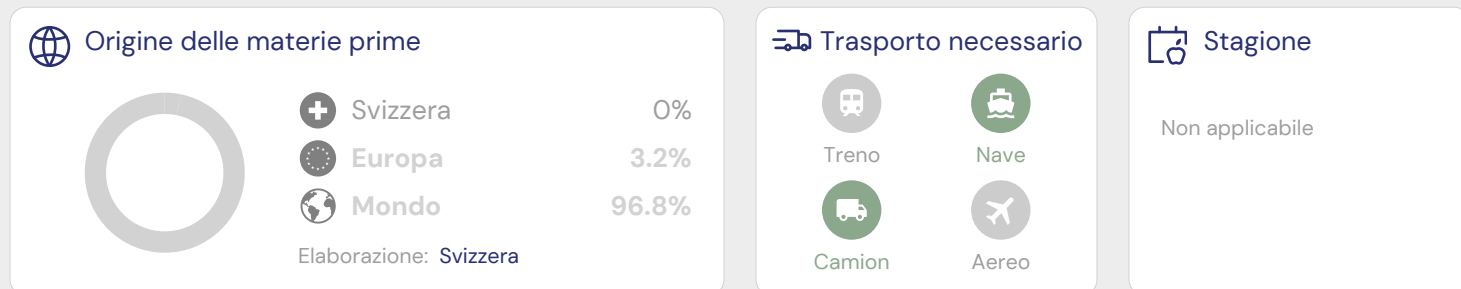 Origine delle materie prime
Svizzera 0%
Europa 3.2%
Mondo 96.8%
Elaborazione: Svizzera
Trasporto necessario
Treno
Nave
Camion
Aereo
Stagione
Non applicabile